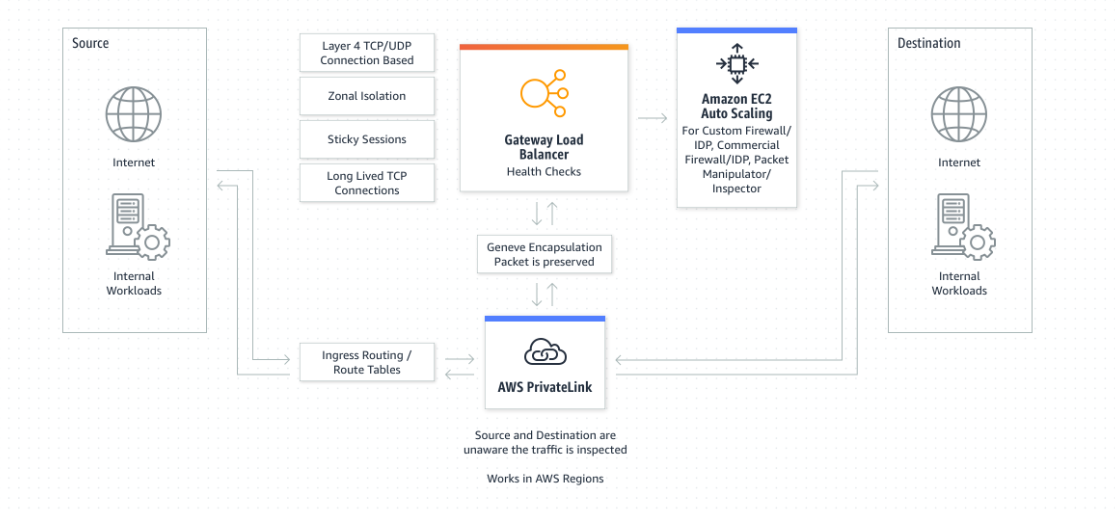 Source
Internet
Internal
Workloads
Layer 4 TCP/UDP
Connection Based
Zonal Isolation
Sticky Sessions
Long Lived TCP
Connections
Gateway Load
Balancer
Health Checks
Amazon EC2
Auto Scaling
For Custom Firewall/
IDP, Commercial
Firewall/IDP, Packet
Manipulator/
Inspector
Destination
Internet
Internal
Workloads
Geneve Encapsulation
Packet is preserved
Ingress Routing /
Route Tables
AWS PrivateLink
Source and Destination are
unaware the traffic is inspected
Works in AWS Regions